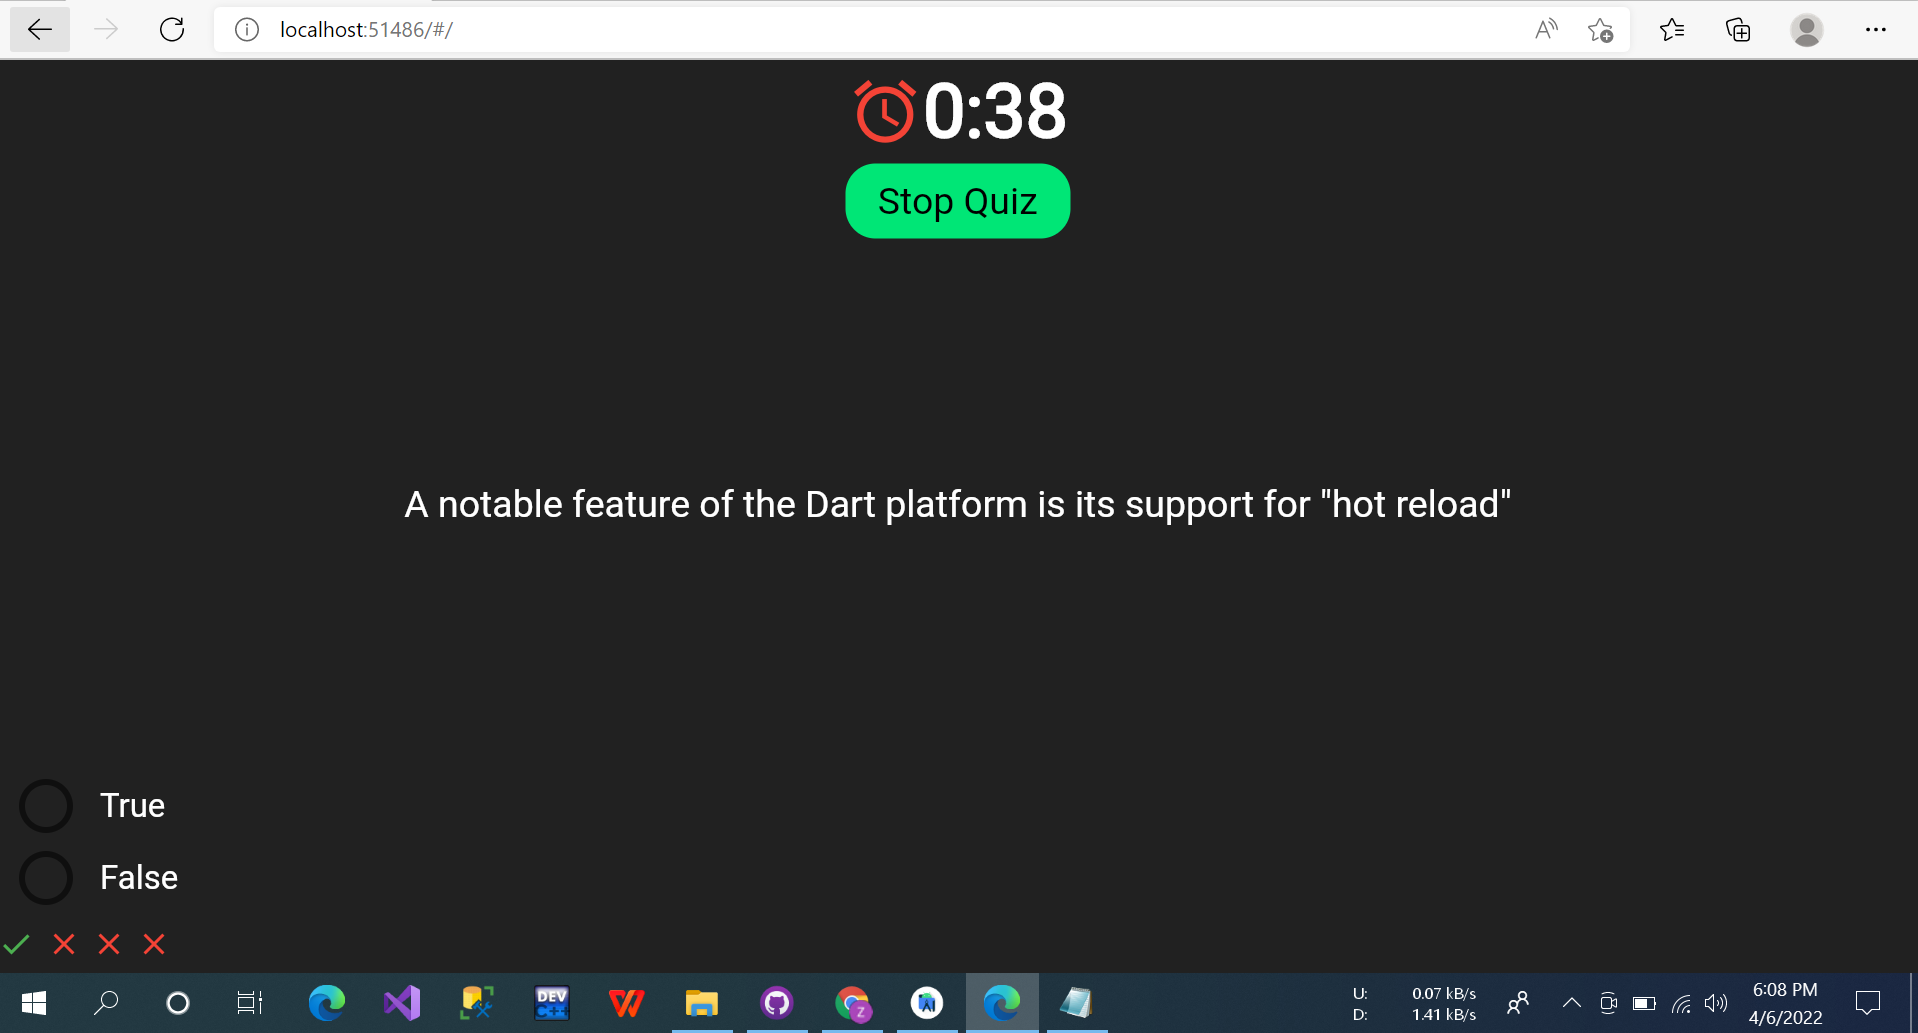 localhost:51486/#/
0:38
Stop Quiz
A notable feature of the Dart platform is its support for "hot reload"
True
False
DEV
C++
Z
U: 0.07 kB/s
D: 1.41 kB/s
6:08 PM
4/6/2022